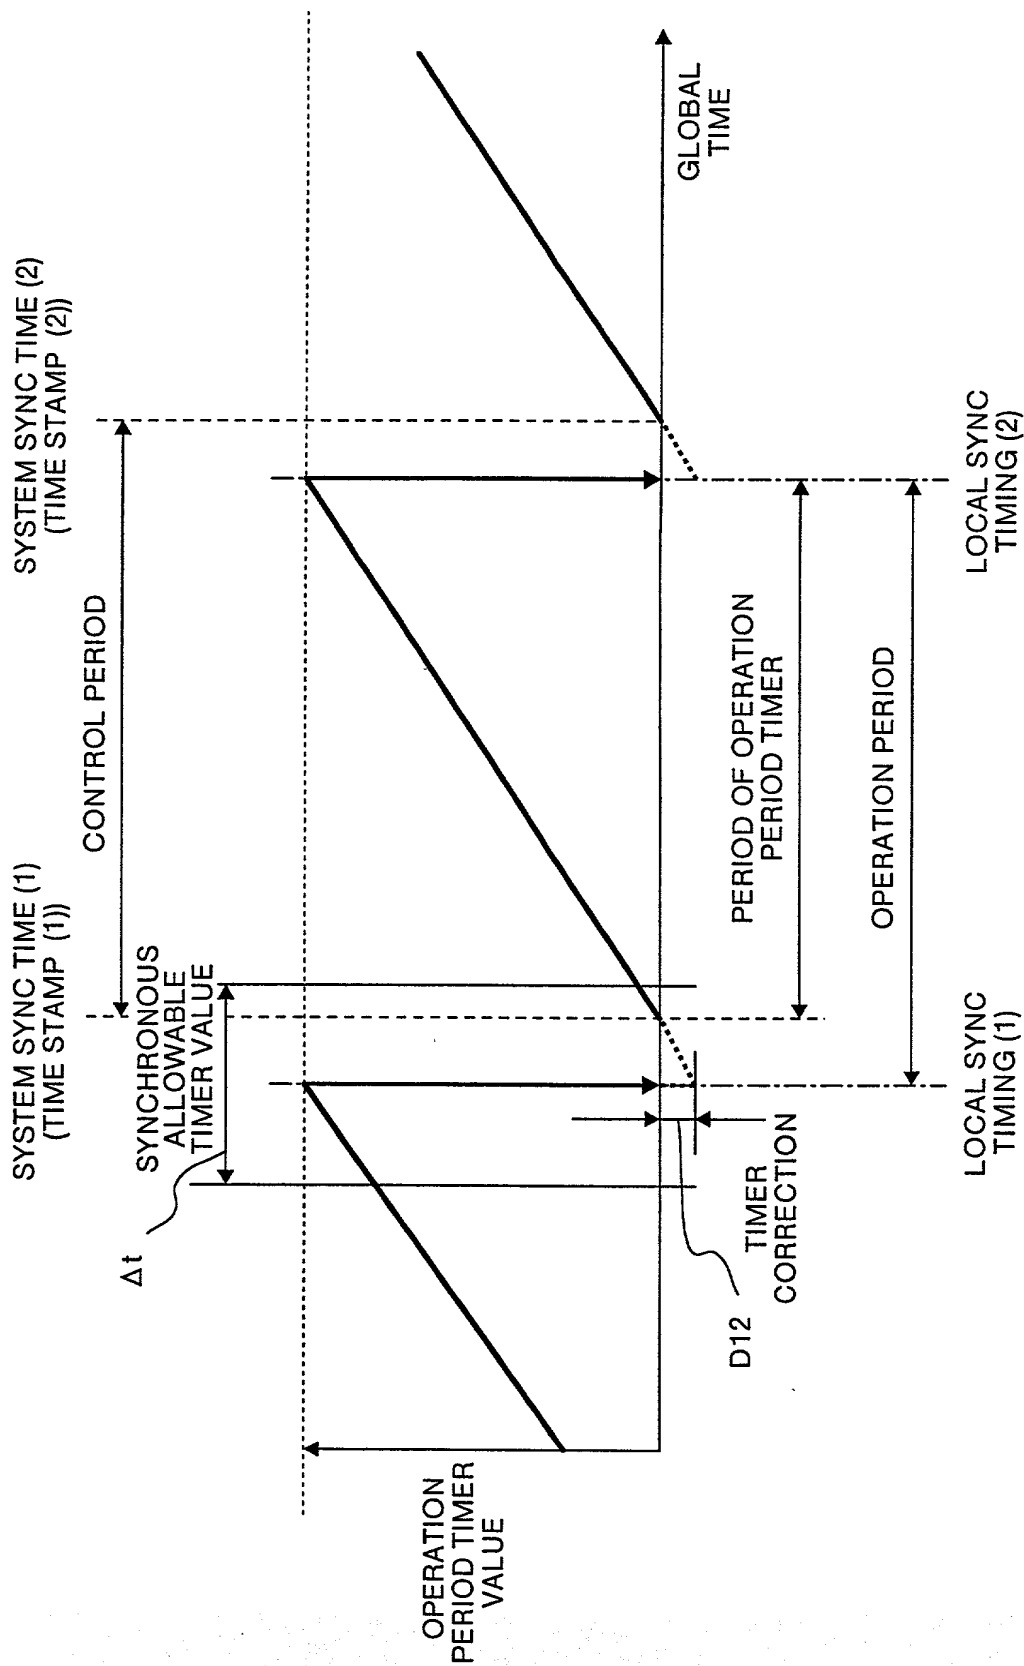 SYSTEM SYNC TIME (1)
(TIME STAMP (1))
SYSTEM SYNC TIME (2)
(TIME STAMP (2))
CONTROL PERIOD
SYNCHRONOUS
ALLOWABLE
TIMER VALUE
Δt
OPERATION
PERIOD TIMER
VALUE
GLOBAL
TIME
D12
TIMER
CORRECTION
PERIOD OF OPERATION
PERIOD TIMER
OPERATION PERIOD
LOCAL SYNC
TIMING (1)
LOCAL SYNC
TIMING (2)